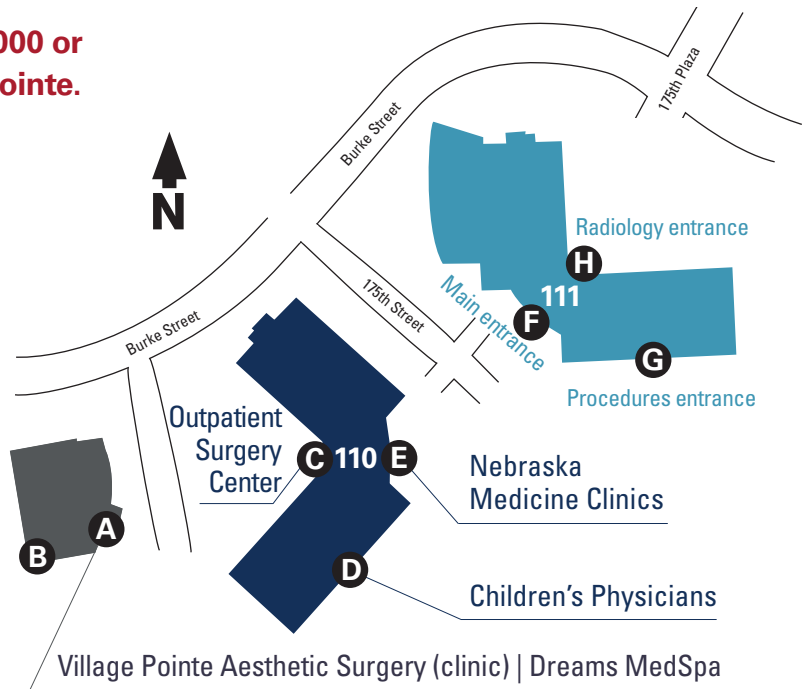 000 or
ointe.
175th Plaza
Burke Street
N
Radiology entrance
H
111
Main entrance
F
175th Street
G
Procedures entrance
Burke Street
Outpatient
Surgery
Center
C
110
E
Nebraska
Medicine Clinics
A
B
D
Children's Physicians
Village Pointe Aesthetic Surgery (clinic) | Dreams MedSpa